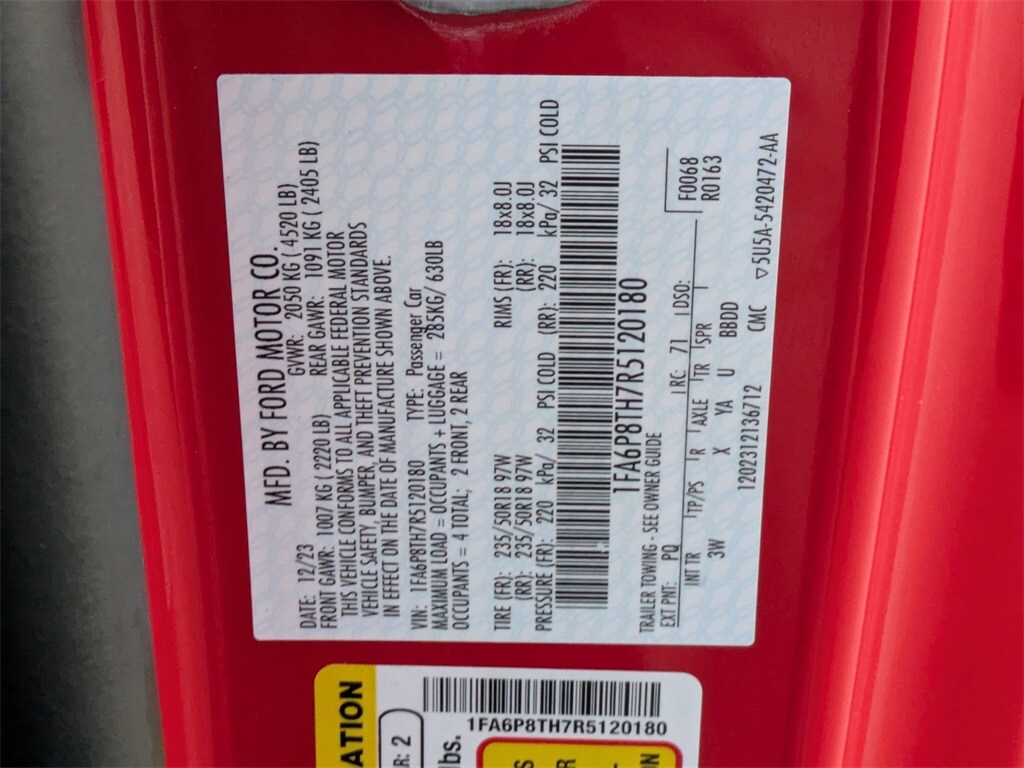 MFD. BY FORD MOTOR CO.
DATE: 12/23 GVWR: 2050 KG ( 4520 LB)
FRONT GAWR: 1007 KG ( 2220 LB) REAR GAWR: 1091 KG ( 2405 LB)
THIS VEHICLE CONFORMS TO ALL APPLICABLE FEDERAL MOTOR
VEHICLE SAFETY, BUMPER, AND THEFT PREVENTION STANDARDS
IN EFFECT ON THE DATE OF MANUFACTURE SHOWN ABOVE.
VIN: 1FA6P8TH7R5120180 TYPE: Passenger Car
MAXIMUM LOAD = OCCUPANTS + LUGGAGE = 285KG/ 630LB
OCCUPANTS = 4 TOTAL; 2 FRONT, 2 REAR
TIRE (FR): 235/50R18 97W RIMS (FR): 18x8.0J
(RR): 235/50R18 97W (RR): 18x8.0J
PRESSURE (FR): 220 kPa/ 32 PSI COLD (RR): 220 kPa/ 32 PSI COLD
1FA6P8TH7R5120180
TRAILER TOWING - SEE OWNER GUIDE
EXT PNT: PQ RC: 71 DSO: F0068
INT TR TP/PS R AXLE TR SPR R0163
3W X YA U BBDD
1202312136712 CMC ▽5U5A-5420472-AA
ATION
R: 2
lbs.
1FA6P8TH7R5120180